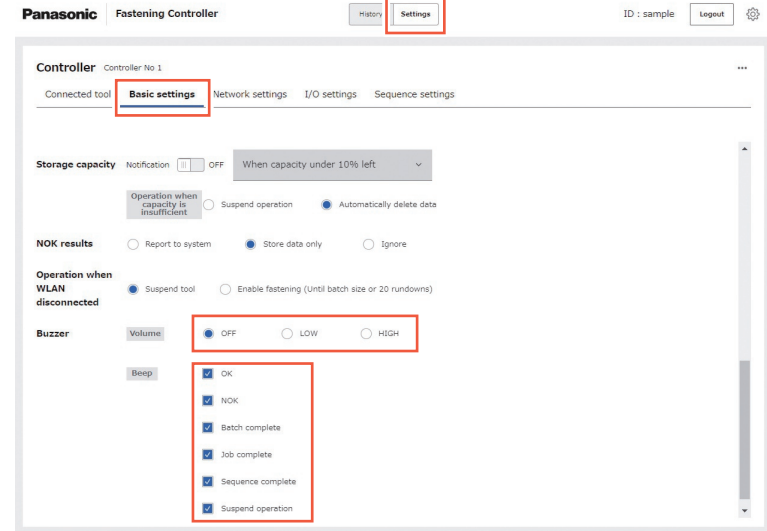 Panasonic Fastening Controller History Settings ID : sample Logout
Controller Controller No 1
Connected tool Basic settings Network settings I/O settings Sequence settings
Storage capacity Notification OFF When capacity under 10% left
Operation when
capacity is
insufficient
Suspend operation Automatically delete data
NOK results Report to system Store data only Ignore
Operation when
WLAN
disconnected
Suspend tool Enable fastening (Until batch size or 20 rundowns)
Buzzer Volume OFF LOW HIGH
Beep OK
NOK
Batch complete
Job complete
Sequence complete
Suspend operation